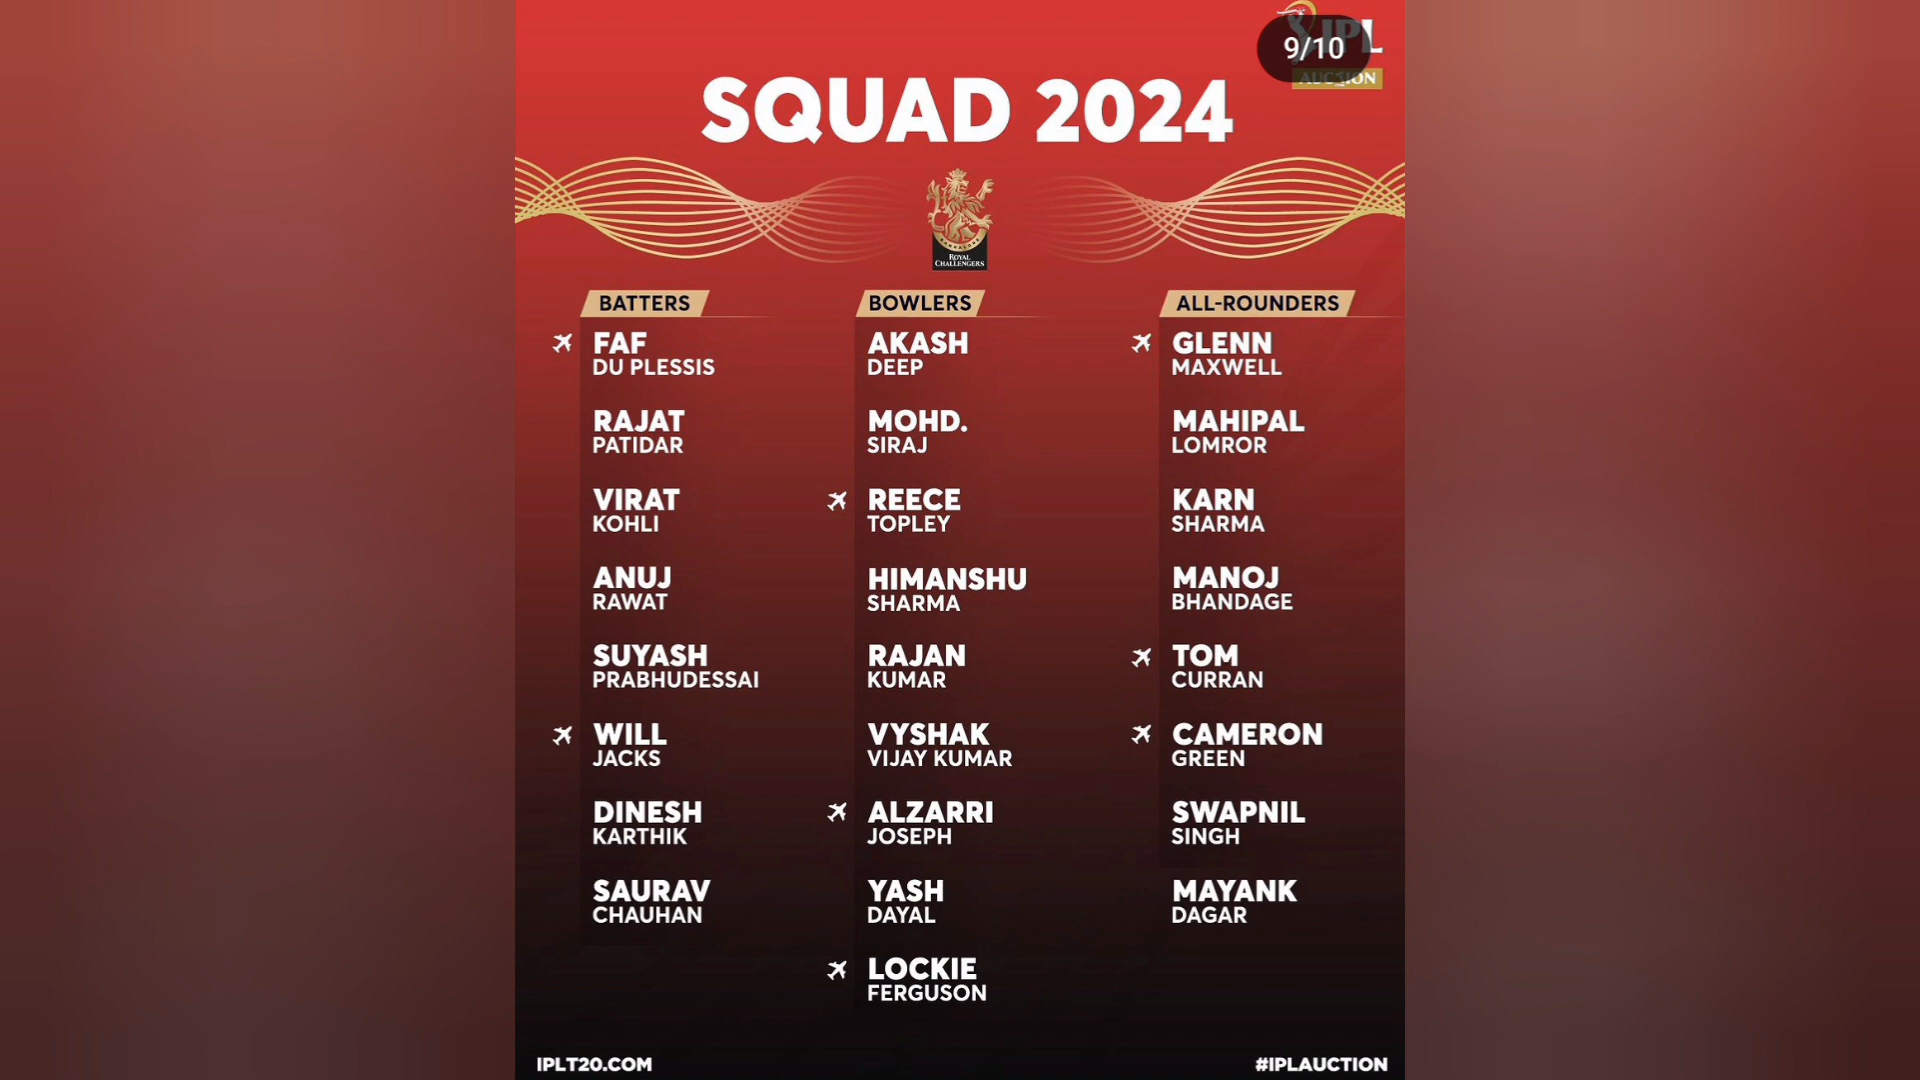 IPL
9/10
AUCTION
SQUAD 2024
BANGALORE
ROYAL
CHALLENGERS
BATTERS
FAF
DU PLESSIS
RAJAT
PATIDAR
VIRAT
KOHLI
ANUJ
RAWAT
SUYASH
PRABHUDESSAI
WILL
JACKS
DINESH
KARTHIK
SAURAV
CHAUHAN
BOWLERS
AKASH
DEEP
MOHD.
SIRAJ
REECE
TOPLEY
HIMANSHU
SHARMA
RAJAN
KUMAR
VYSHAK
VIJAY KUMAR
ALZARRI
JOSEPH
YASH
DAYAL
LOCKIE
FERGUSON
ALL-ROUNDERS
GLENN
MAXWELL
MAHIPAL
LOMROR
KARN
SHARMA
MANOJ
BHANDAGE
TOM
CURRAN
CAMERON
GREEN
SWAPNIL
SINGH
MAYANK
DAGAR
IPLT20.COM
#IPLAUCTION